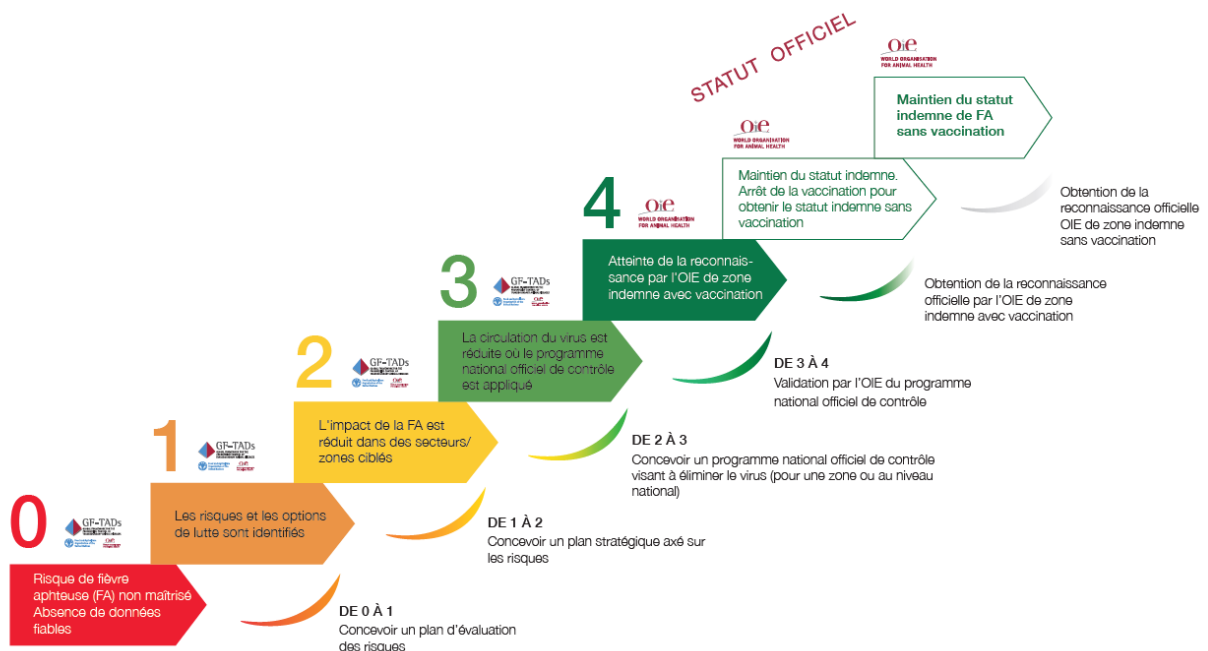 STATUT OFFICIEL
Oie
WORLD ORGANISATION
FOR ANIMAL HEALTH
Maintien du statut
indemne de FA
sans vaccination
Obtention de la
reconnaissance officielle
OIE de zone indemne
sans vaccination
Oie
WORLD ORGANISATION
FOR ANIMAL HEALTH
Maintien du statut indemne.
Arrêt de la vaccination pour
obtenir le statut indemne sans
vaccination
Obtention de la reconnaissance
officielle par l'OIE de zone
indemne avec vaccination
4
Oie
WORLD ORGANISATION
FOR ANIMAL HEALTH
Atteinte de la reconnais-
sance par l'OIE de zone
indemne avec vaccination
DE 3 À 4
Validation par l'OIE du programme
national officiel de contrôle
3
GF-TADs
La circulation du virus est
réduite où le programme
national officiel de contrôle
est appliqué
DE 2 À 3
Concevoir un programme national officiel de contrôle
visant à éliminer le virus (pour une zone ou au niveau
national)
2
GF-TADs
L'impact de la FA est
réduit dans des secteurs/
zones ciblés
DE 1 À 2
Concevoir un plan stratégique axé sur
les risques
1
GF-TADs
Les risques et les options
de lutte sont identifiés
DE 0 À 1
Concevoir un plan d'évaluation
des risques
0
GF-TADs
Risque de fièvre
aphteuse (FA) non maîtrisé
Absence de données
fiables